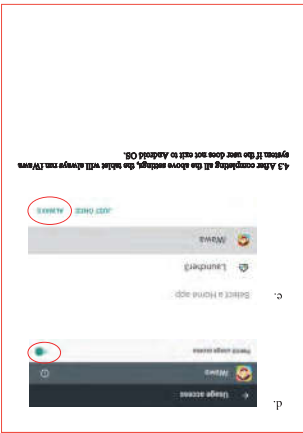 d.
Usage access
Wawa
Permit usage access
c.
Select a Home app
Launcher3
Wawa
JUST ONCE ALWAYS
4.3 After completing all the above settings, the tablet will always run iWawa
system if the user does not exit to Android OS.